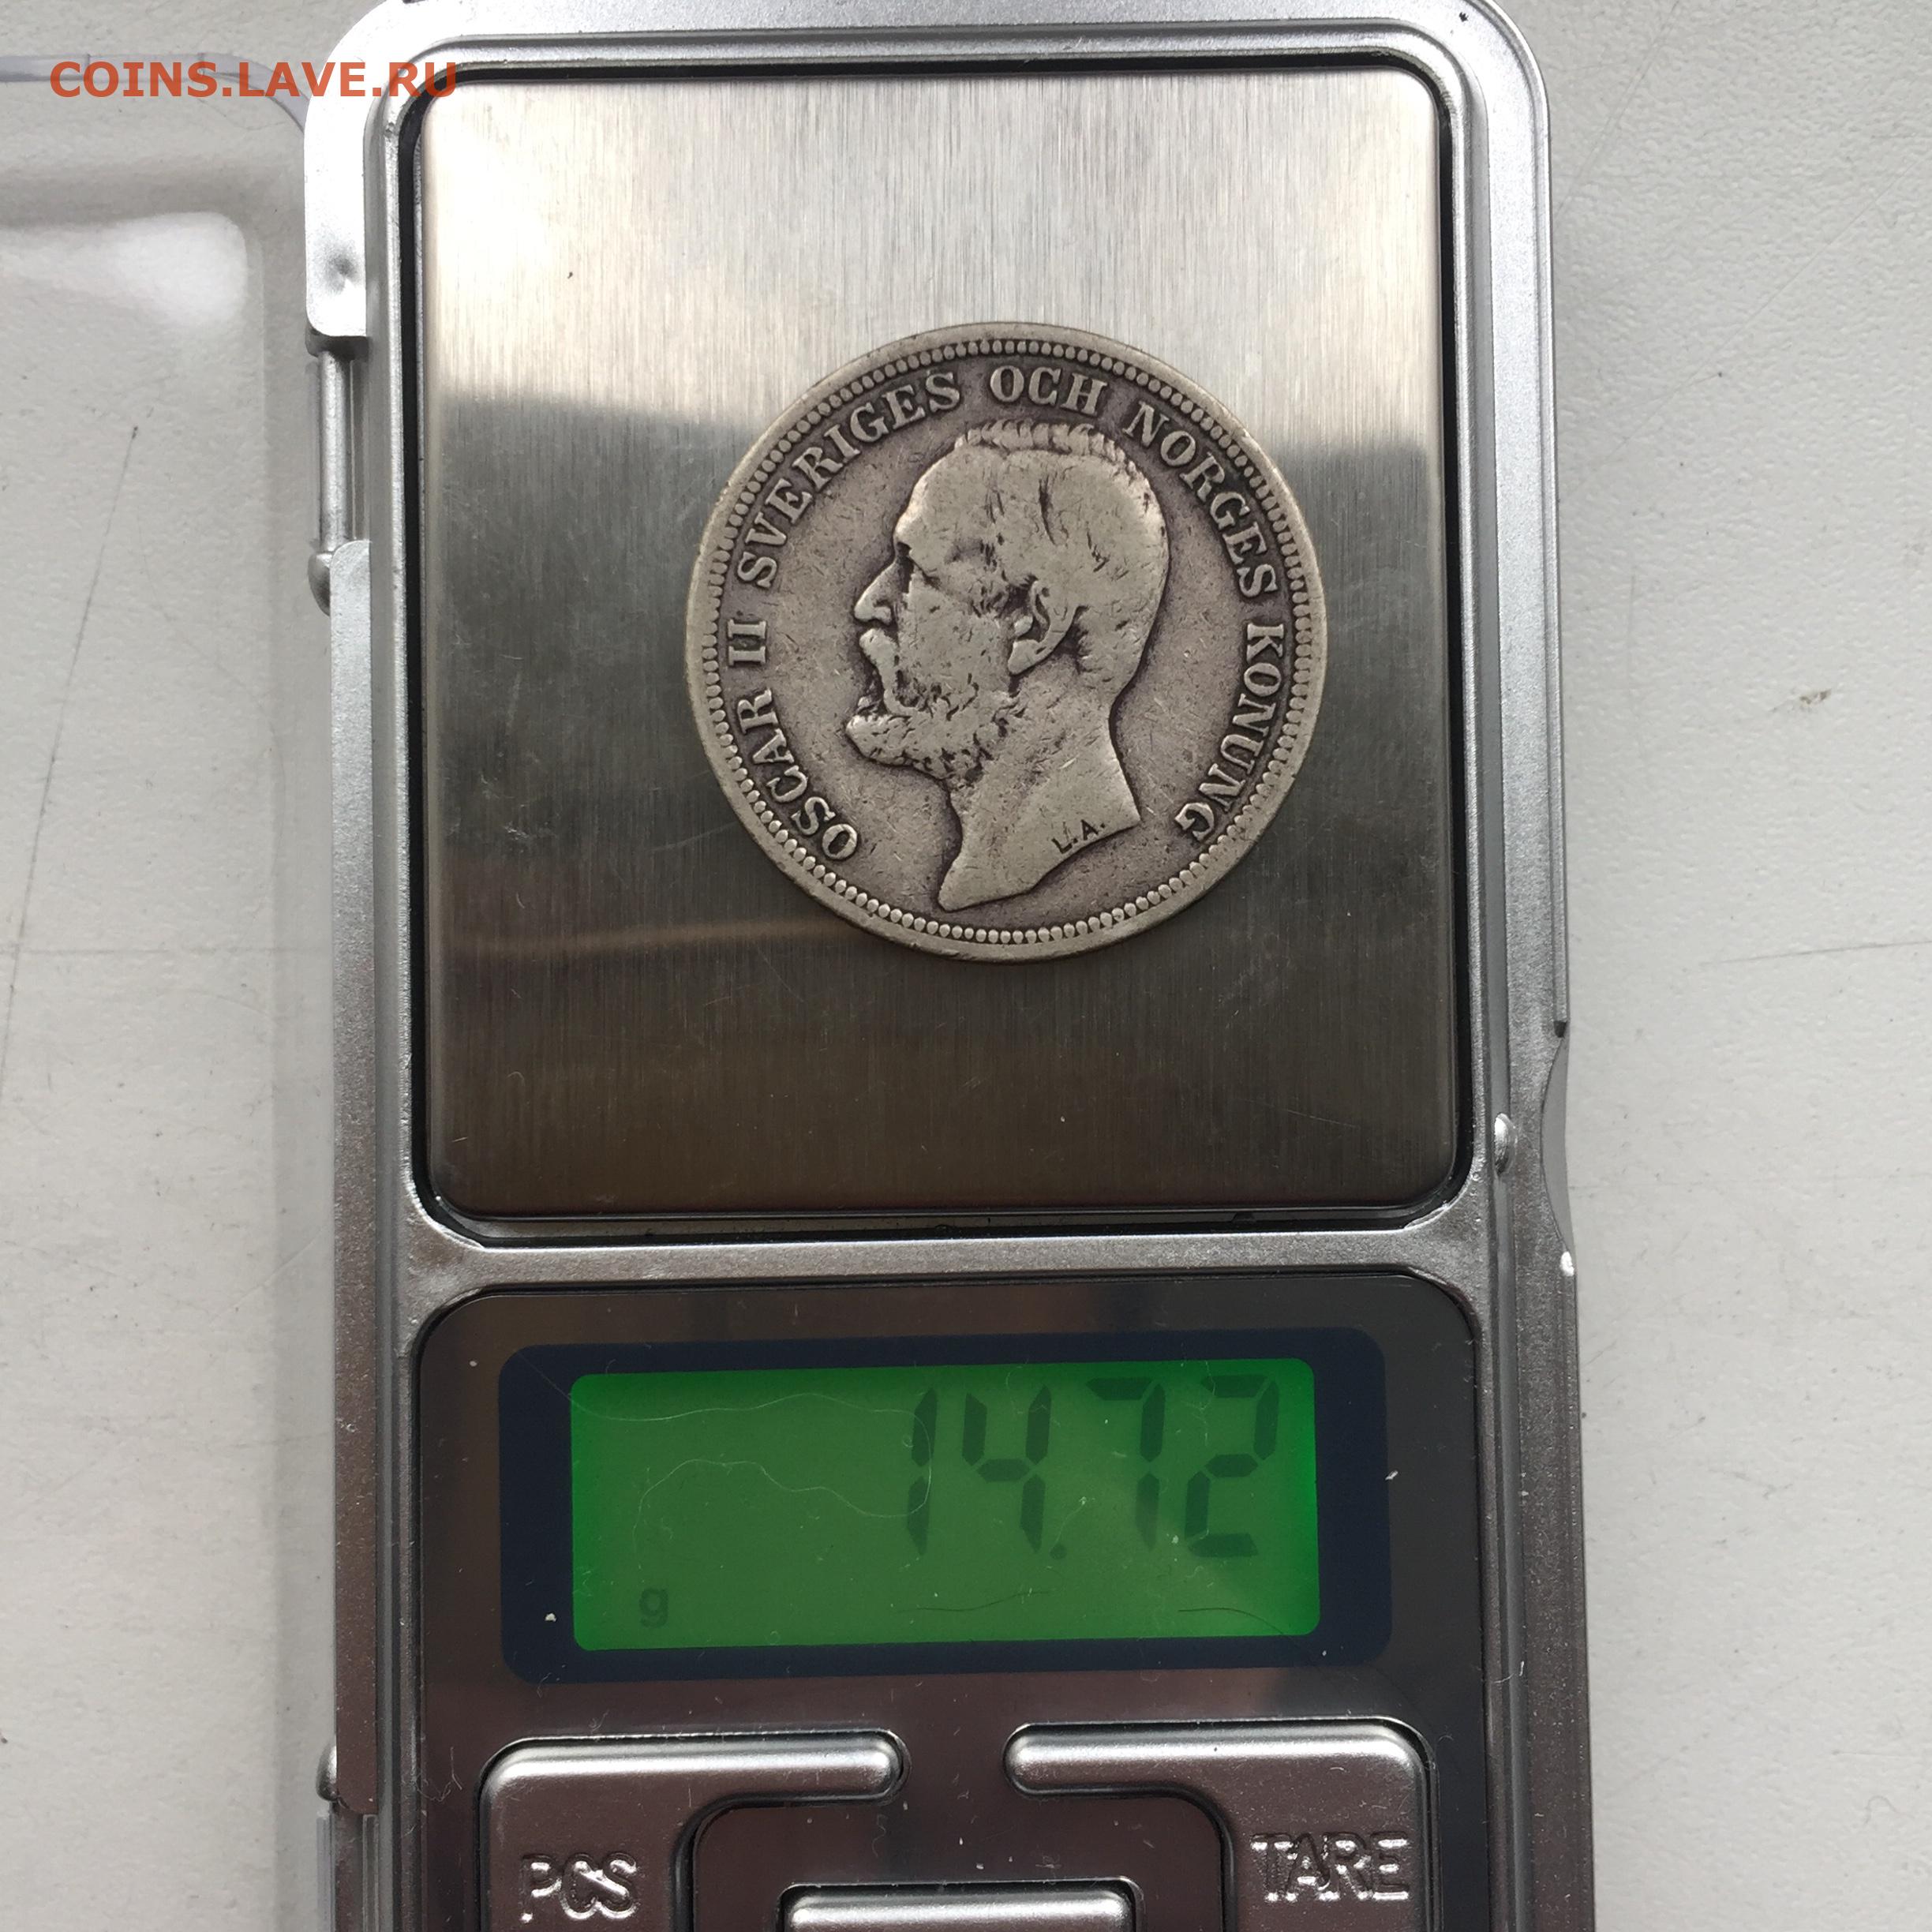 COINS.LAVE.RU
OSCAR II SVERIGES OCH NORGES KONUNG
L.A.
14.72
g
PCS
TARE